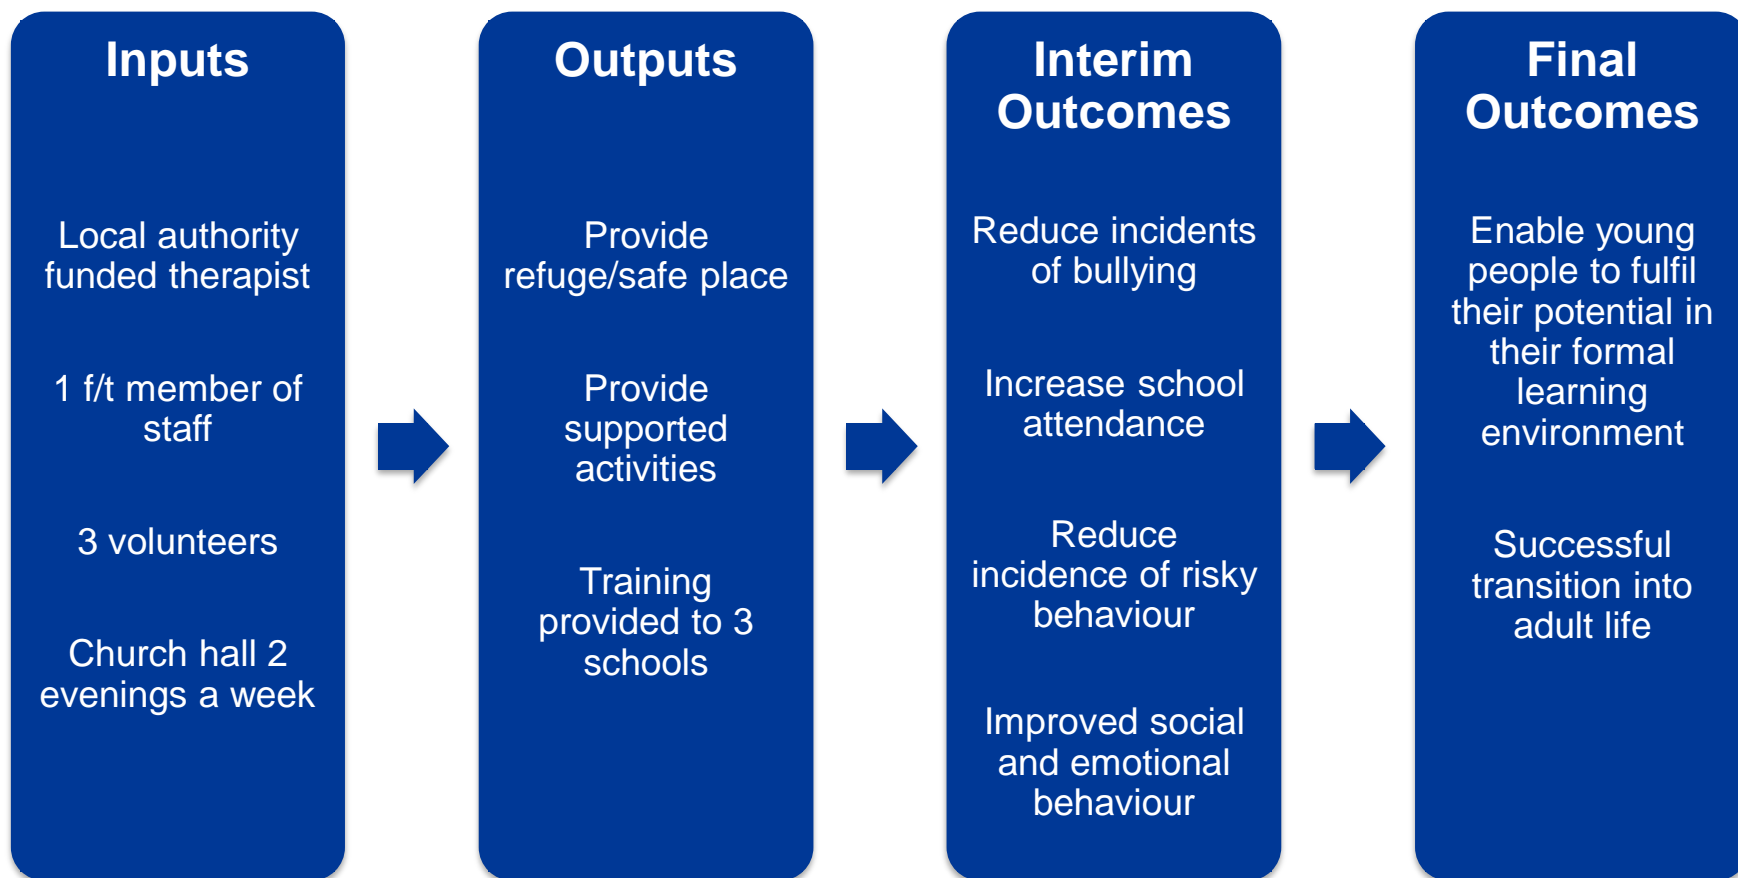 Inputs
Local authority
funded therapist
1 f/t member of
staff
3 volunteers
Church hall 2
evenings a week
Outputs
Provide
refuge/safe place
Provide
supported
activities
Training
provided to 3
schools
Interim
Outcomes
Reduce incidents
of bullying
Increase school
attendance
Reduce
incidence of risky
behaviour
Improved social
and emotional
behaviour
Final
Outcomes
Enable young
people to fulfil
their potential in
their formal
learning
environment
Successful
transition into
adult life